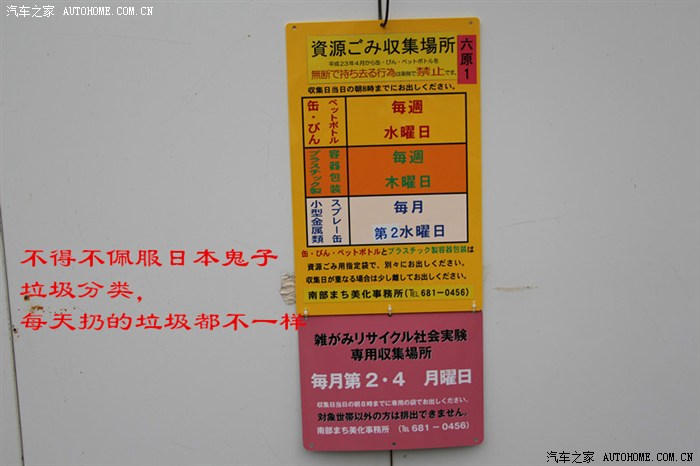 汽车之家 AUTOHOME.COM.CN
資源ごみ収集場所
六原1
平成23年4月から缶・びん・ペットボトルを
無断で持ち去る行為は条例で禁止です。
収集日当日の朝8時までにお出しください。
缶・びん
ペットボトル
毎週
水曜日
プラスチック製
容器包装
毎週
木曜日
小型金属類
スプレー缶
毎月
第2水曜日
缶・びん・ペットボトルとプラスチック製容器包装は
資源ごみ用指定袋で、別々にお出しください。
収集日が重なる場合は少し離してお出しください。
南部まち美化事務所(TEL 681-0456)
不得不佩服日本鬼子
垃圾分类,
每天扔的垃圾都不一样
雑がみリサイクル社会実験
専用収集場所
毎月第2・4 月曜日
収集日当日の朝8時までに専用の袋でお出しください。
対象世帯以外の方は排出できません。
南部まち美化事務所 (TEL 681-0456)
汽车之家 AUTOHOME.COM.CN